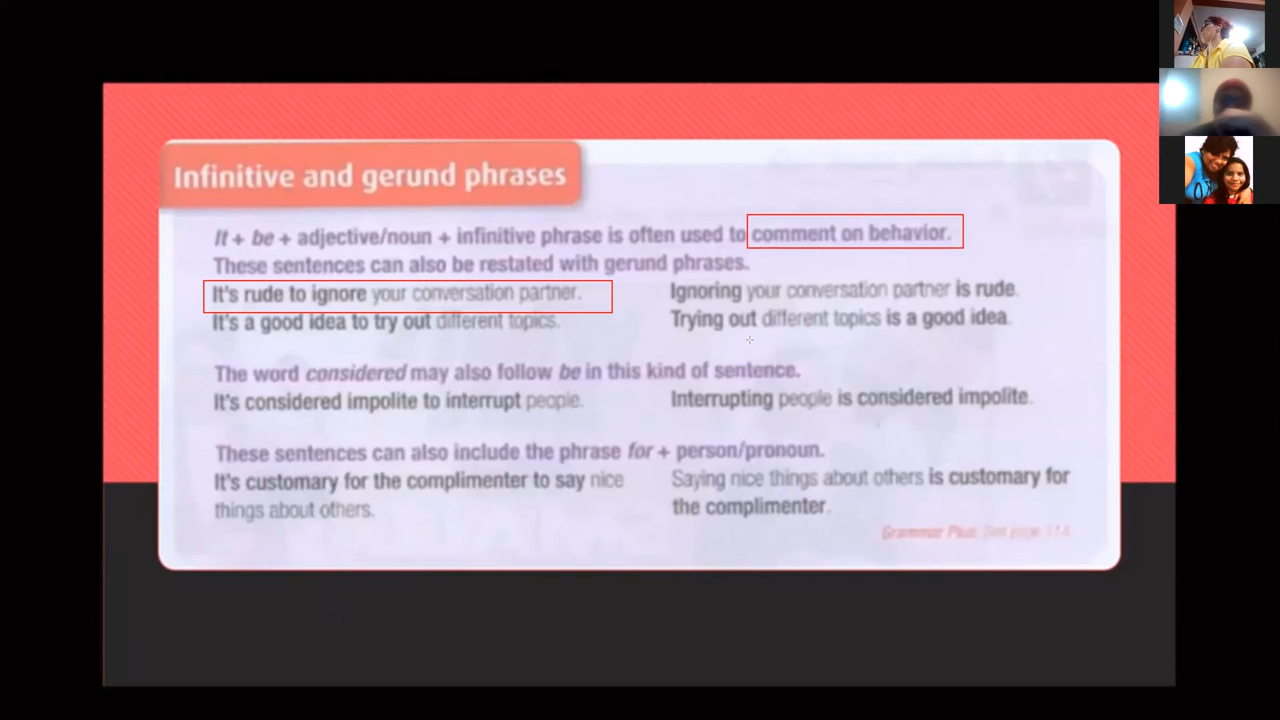 Infinitive and gerund phrases
It + be + adjective/noun + infinitive phrase is often used to comment on behavior.
These sentences can also be restated with gerund phrases.
It's rude to ignore your conversation partner.
Ignoring your conversation partner is rude.
It's a good idea to try out different topics.
Trying out different topics is a good idea.
The word considered may also follow be in this kind of sentence.
It's considered impolite to interrupt people.
Interrupting people is considered impolite.
These sentences can also include the phrase for + person/pronoun.
It's customary for the complimenter to say nice
things about others.
Saying nice things about others is customary for
the complimenter.
Grammar Plus: See page